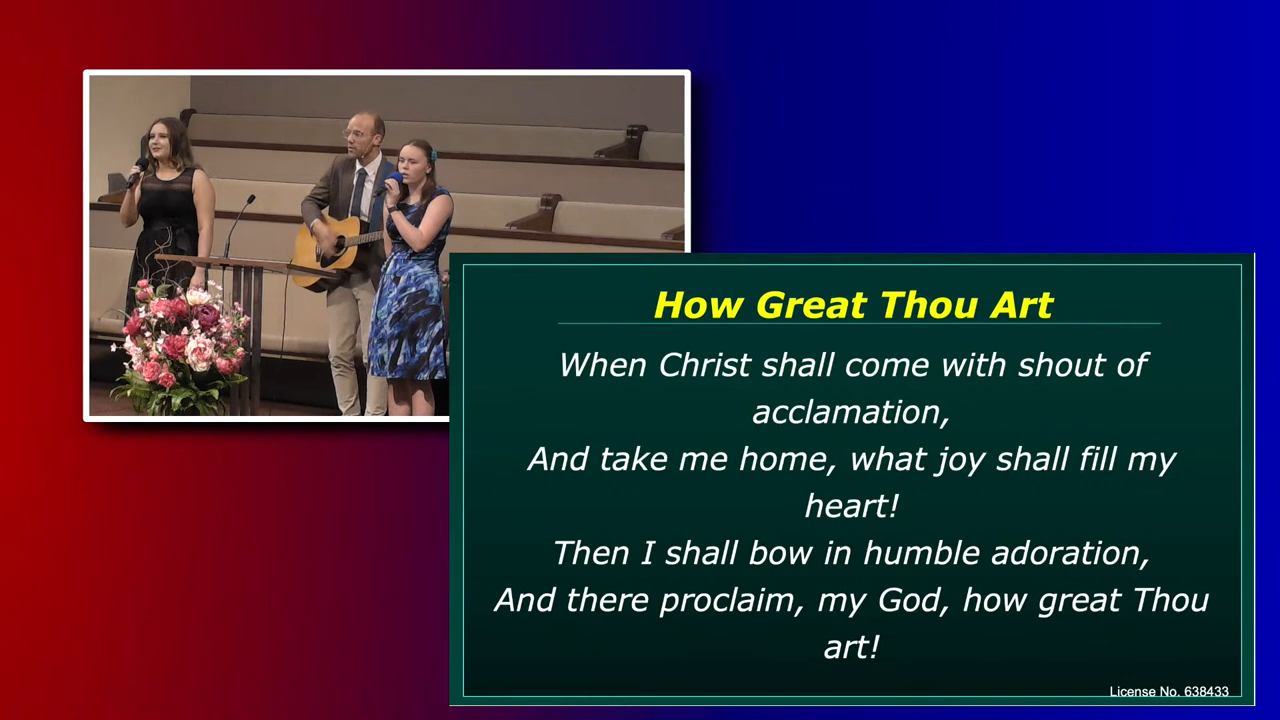 How Great Thou Art
When Christ shall come with shout of
acclamation,
And take me home, what joy shall fill my
heart!
Then I shall bow in humble adoration,
And there proclaim, my God, how great Thou
art!
License No. 638433